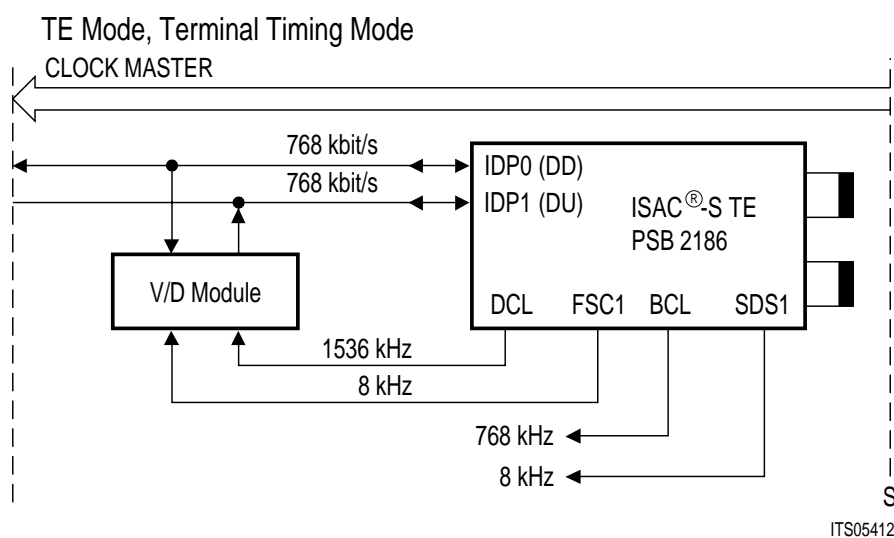 TE Mode, Terminal Timing Mode
CLOCK MASTER
768 kbit/s
768 kbit/s
IDP0 (DD)
IDP1 (DU)
ISAC®-S TE
PSB 2186
V/D Module
DCL FSC1 BCL SDS1
1536 kHz
8 kHz
768 kHz
8 kHz
S
ITS05412